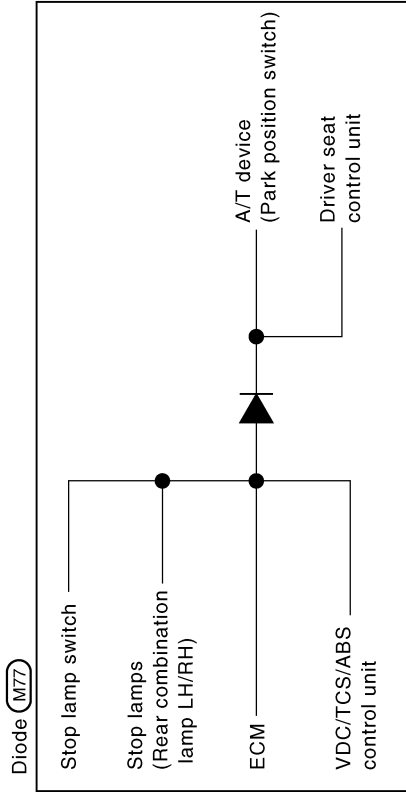 Diode M77
Stop lamp switch
Stop lamps
(Rear combination
lamp LH/RH)
ECM
VDC/TCS/ABS
control unit
A/T device
(Park position switch)
Driver seat
control unit